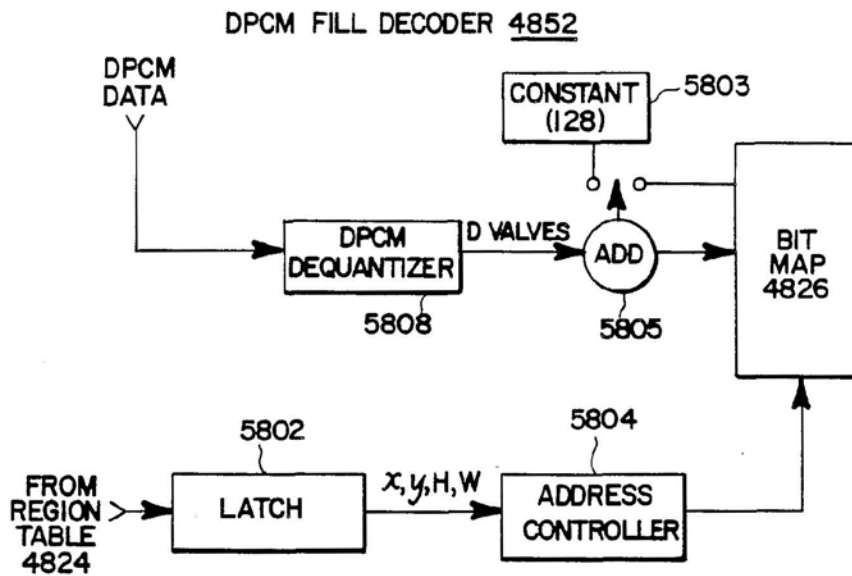 DPCM FILL DECODER 4852
DPCM
DATA
CONSTANT
(128)
5803
DPCM
DEQUANTIZER
5808
D VALVES
ADD
5805
BIT
MAP
4826
FROM
REGION
TABLE
4824
5802
LATCH
x, y, H, W
5804
ADDRESS
CONTROLLER